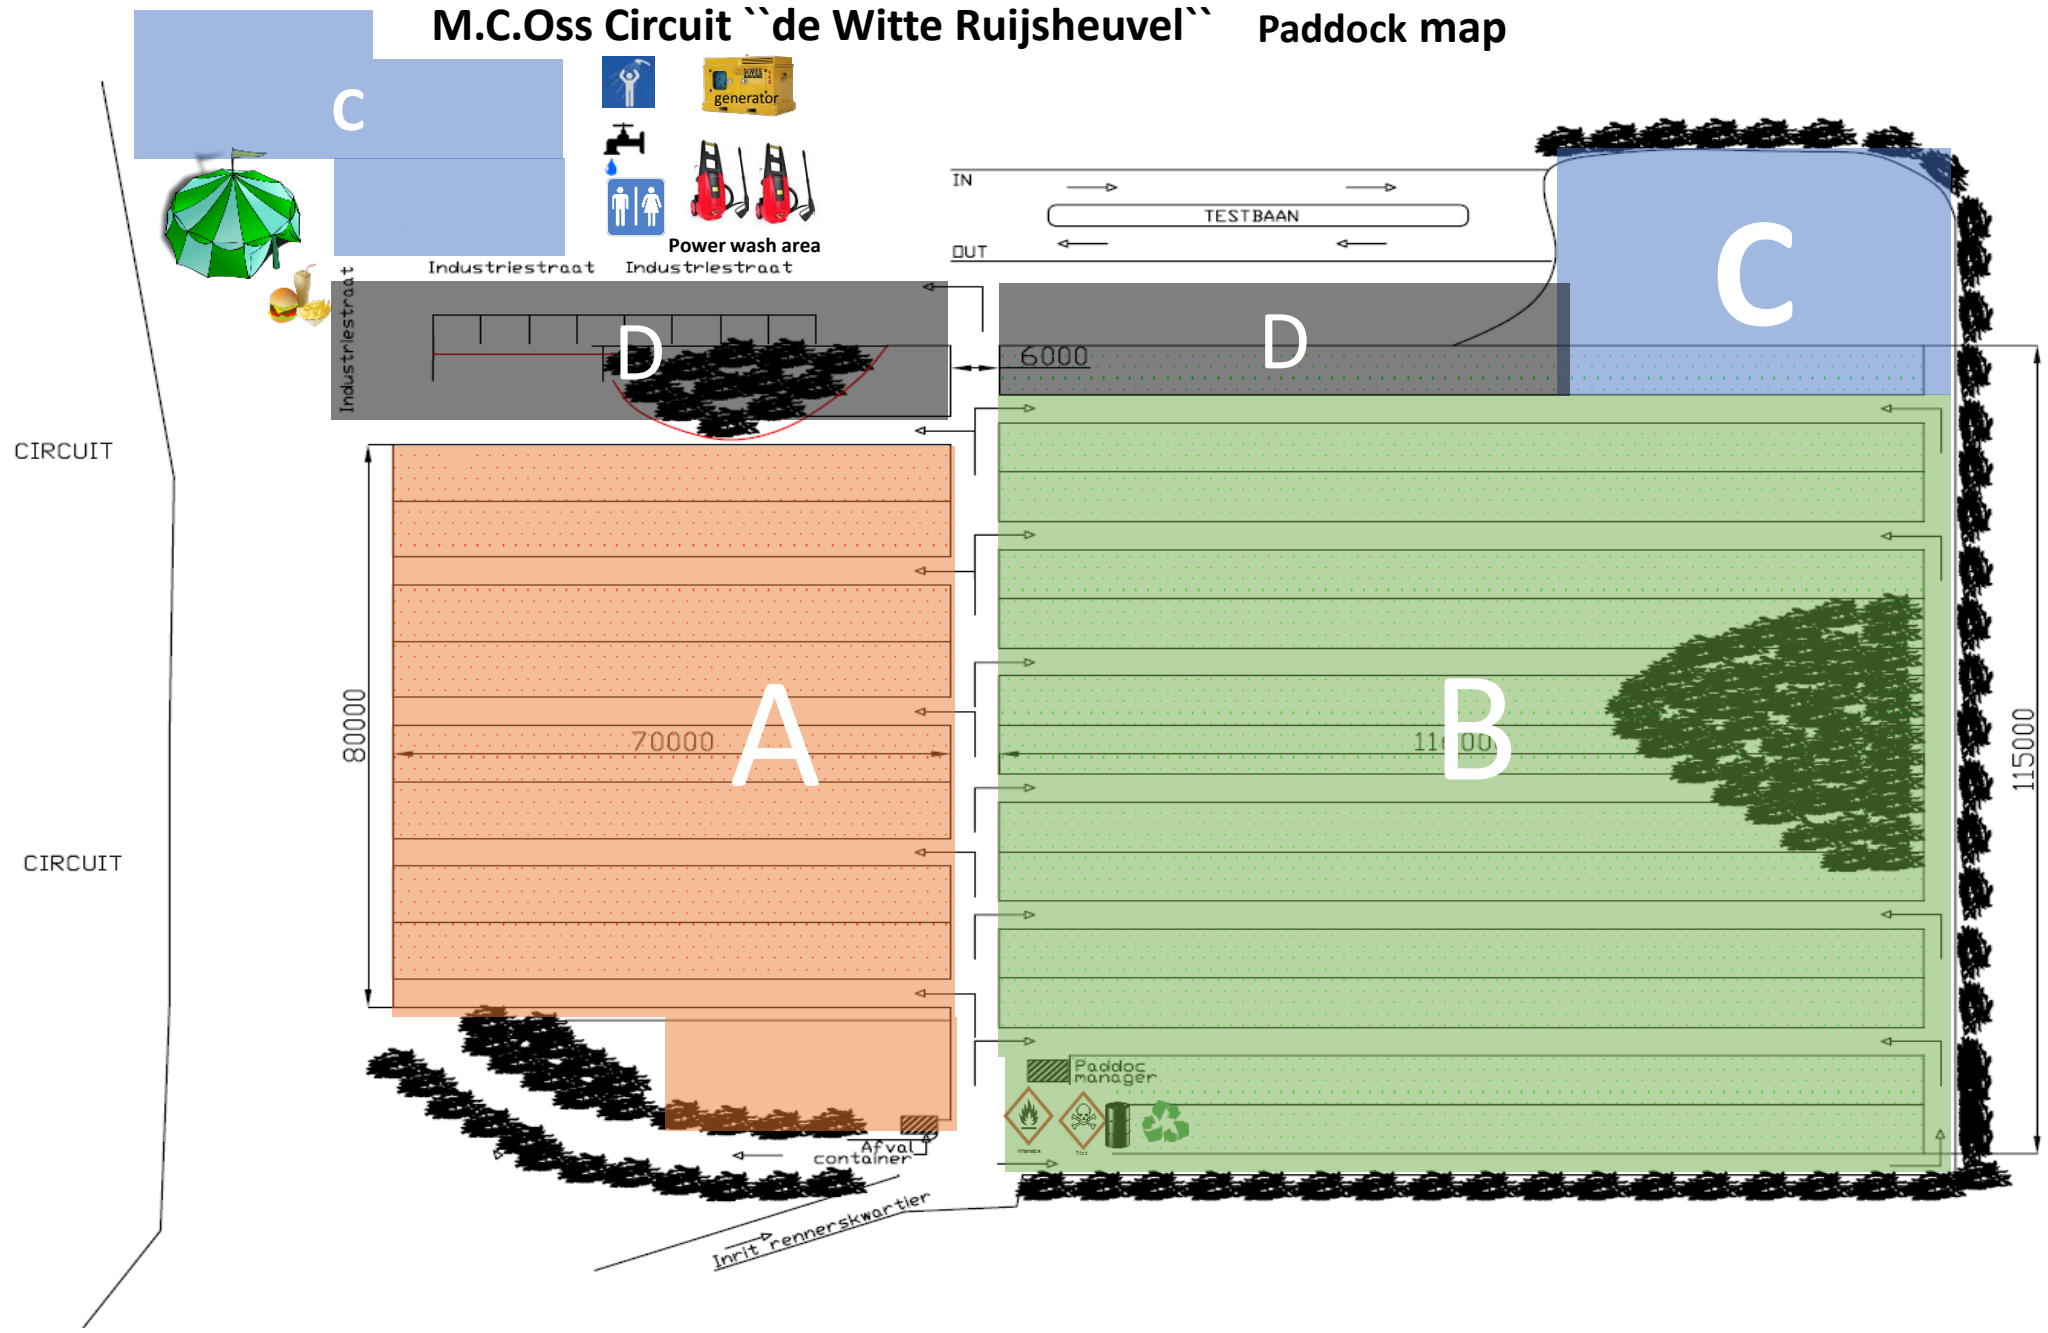 M.C.Oss Circuit ``de Witte Ruijsheuvel`` Paddock map
C
generator
Power wash area
IN
TESTBAAN
OUT
C
Industriestraat Industriestraat
Industriestraat
D
D
6000
CIRCUIT
80000
70000
A
B
115000
CIRCUIT
Paddoc
manager
Afval
container
Inrit rennerskwartier